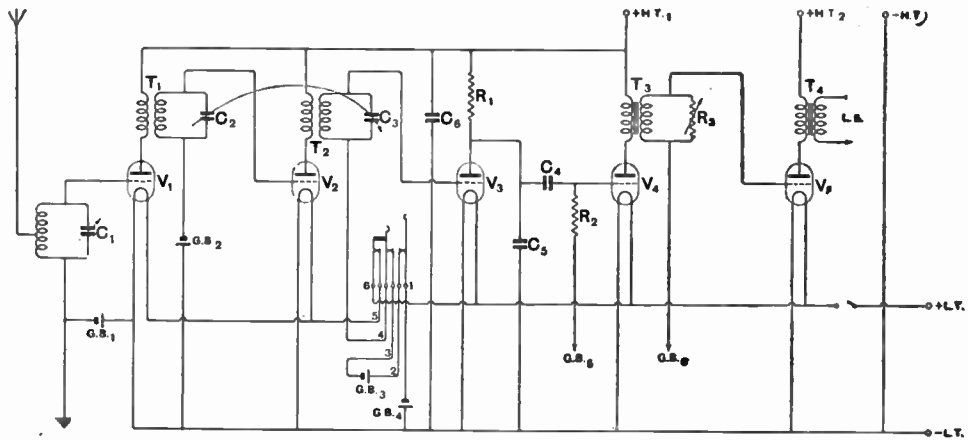 +H.T.1
+H T2
-H.T)
T1
C2
C3
C6
R1
T3
R3
T4
L.S.
T2
V1
V2
V3
C4
V4
V5
C1
G.B.2
R2
C5
6
1
+L.T.
5
4
G.B.1
3
2
G.B.3
G.B.5
G.B.6
G.B.4
-L.T.